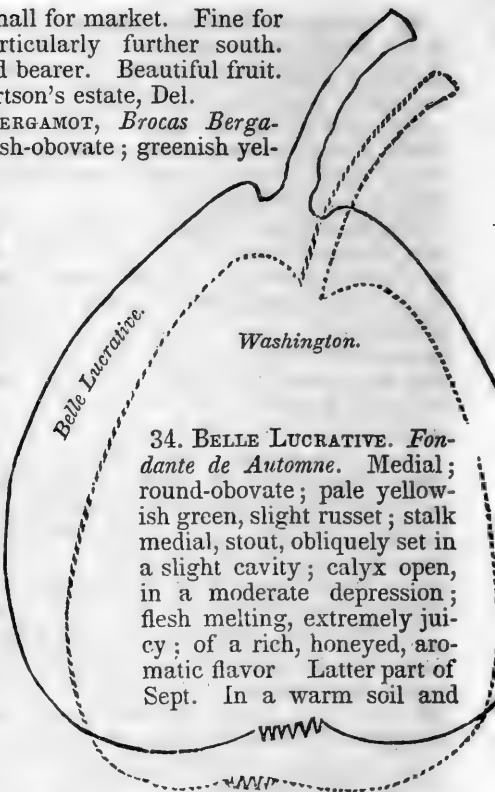 nall for market. Fine for
rticularly further south.
d bearer. Beautiful fruit.
rtson's estate, Del.
ERGAMOT, Brocas Berga-
sh-obovate; greenish yel-
Belle Lucrative.
Washington.
34. BELLE LUCRATIVE. Fon-
dante de Automne. Medial;
round-obovate; pale yellow-
ish green, slight russet; stalk
medial, stout, obliquely set in
a slight cavity; calyx open,
in a moderate depression;
flesh melting, extremely jui-
cy; of a rich, honeyed, aro-
matic flavor Latter part of
Sept. In a warm soil and